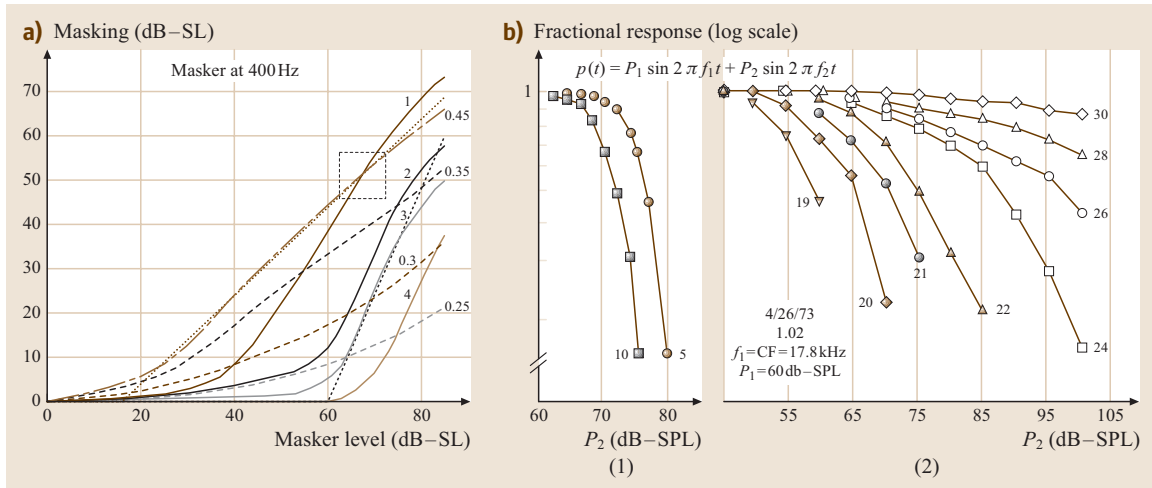 a) Masking (dB–SL)
Masker at 400 Hz
70
60
50
40
30
20
10
0
1
0.45
2
0.35
3
0.3
4
0.25
0 20 40 60 80
Masker level (dB–SL)
b) Fractional response (log scale)
p(t) = P1 sin 2 π f1t + P2 sin 2 π f2t
1
10
5
60 70 80
P2 (dB–SPL)
(1)
30
28
26
24
19
21
20
22
4/26/73
1.02
f1=CF=17.8 kHz
P1=60 db–SPL
55 65 75 85 95 105
P2 (dB–SPL)
(2)